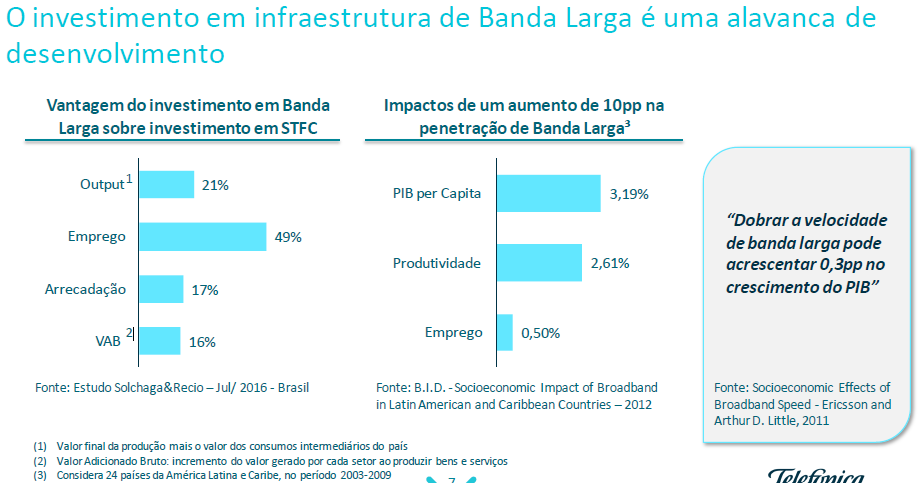 O investimento em infraestrutura de Banda Larga é uma alavanca de
desenvolvimento
Vantagem do investimento em Banda
Larga sobre investimento em STFC
Output¹ 21%
Emprego 49%
Arrecadação 17%
VAB ² 16%
Fonte: Estudo Solchaga&Recio – Jul/ 2016 - Brasil
Impactos de um aumento de 10pp na
penetração de Banda Larga³
PIB per Capita 3,19%
Produtividade 2,61%
Emprego 0,50%
Fonte: B.I.D. - Socioeconomic Impact of Broadband
in Latin American and Caribbean Countries – 2012
“Dobrar a velocidade
de banda larga pode
acrescentar 0,3pp no
crescimento do PIB”
Fonte: Socioeconomic Effects of
Broadband Speed - Ericsson and
Arthur D. Little, 2011
(1) Valor final da produção mais o valor dos consumos intermediários do país
(2) Valor Adicionado Bruto: incremento do valor gerado por cada setor ao produzir bens e serviços
(3) Considera 24 países da América Latina e Caribe, no período 2003-2009
7
Telefónica